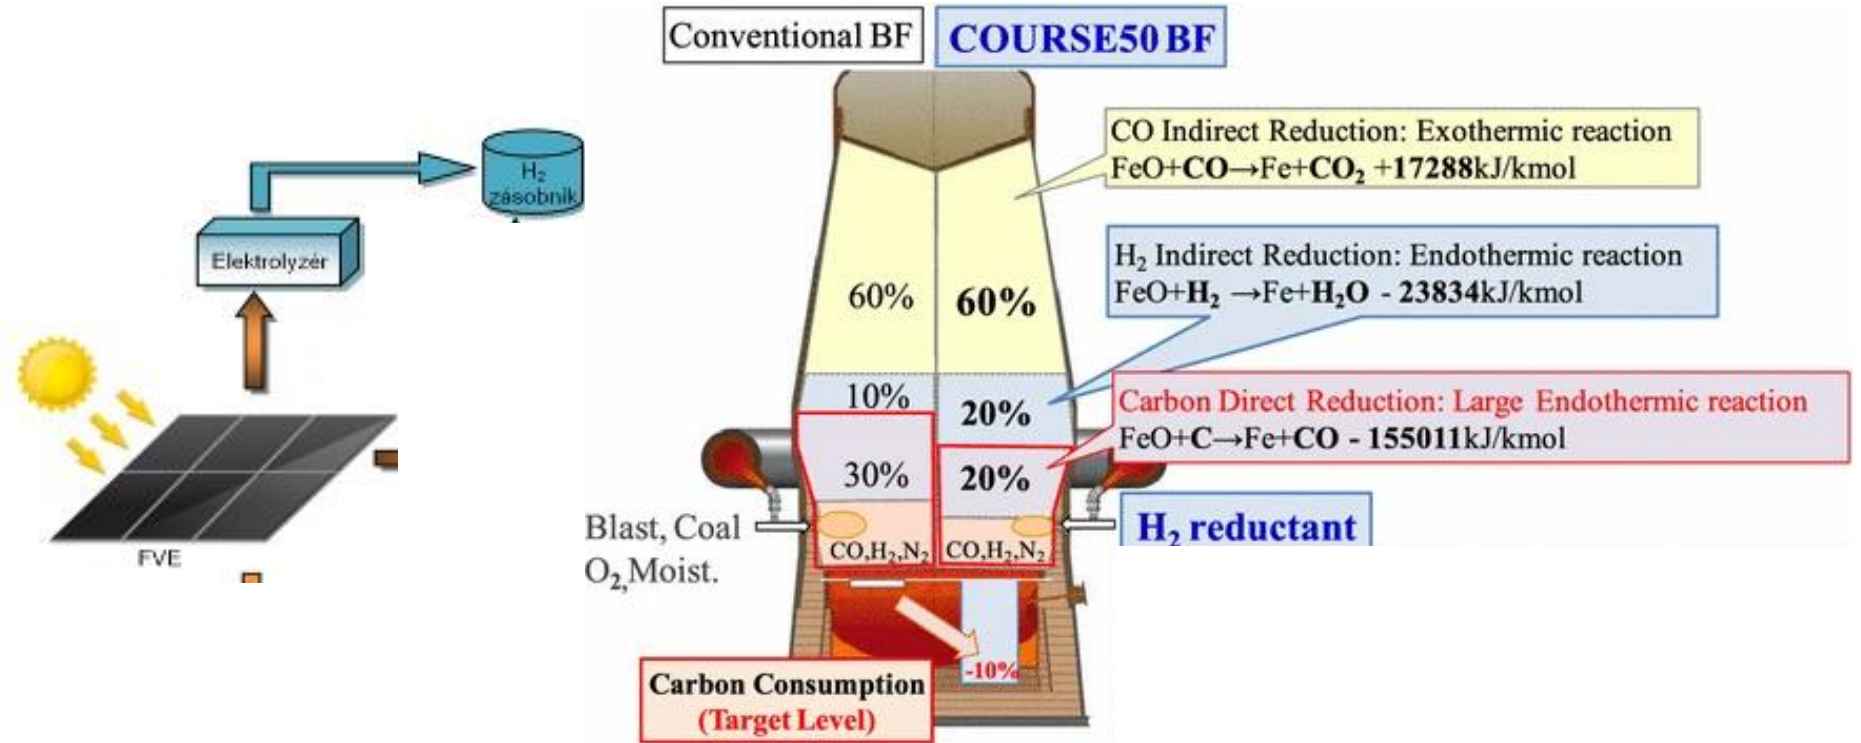 H₂
zásobník
Elektrolyzér
FVE
Conventional BF
COURSE50 BF
CO Indirect Reduction: Exothermic reaction
FeO+CO→Fe+CO₂ +17288kJ/kmol
H₂ Indirect Reduction: Endothermic reaction
FeO+H₂ →Fe+H₂O - 23834kJ/kmol
Carbon Direct Reduction: Large Endothermic reaction
FeO+C→Fe+CO - 155011kJ/kmol
60%
60%
10%
20%
30%
20%
Blast, Coal
O₂,Moist.
CO,H₂,N₂
CO,H₂,N₂
H₂ reductant
-10%
Carbon Consumption
(Target Level)